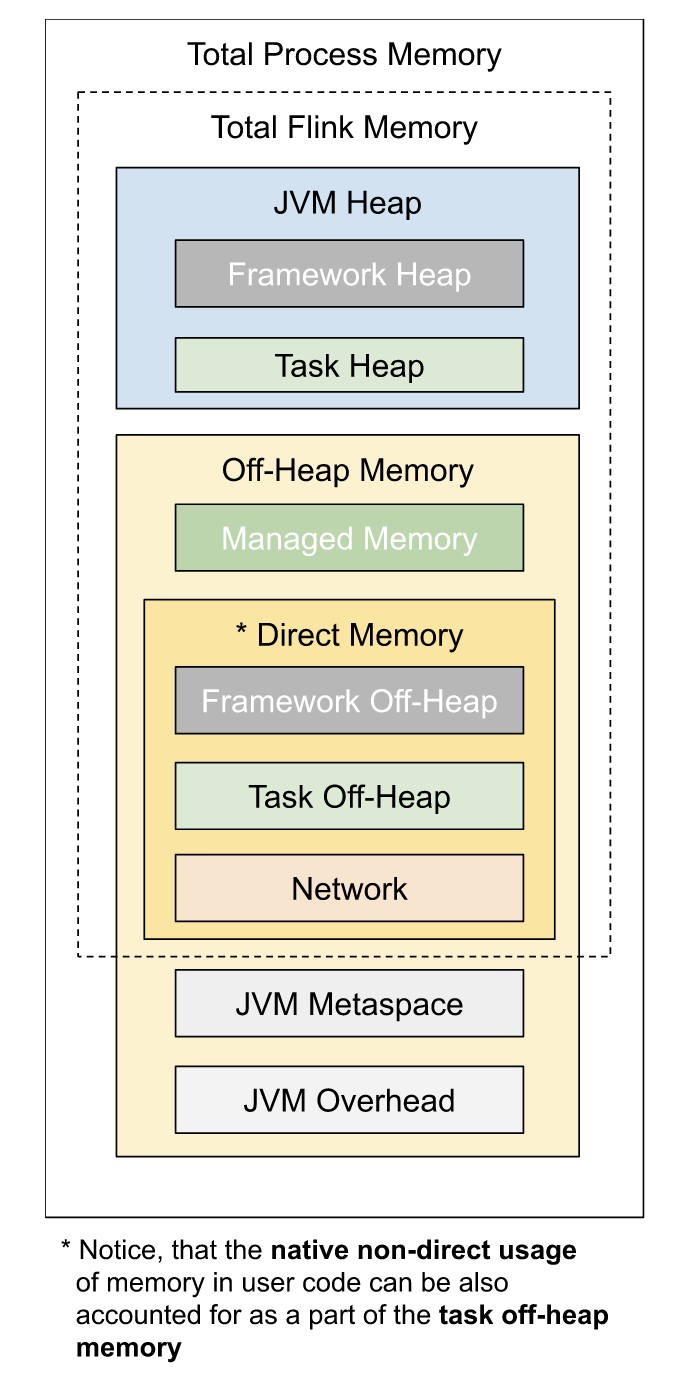 Total Process Memory
Total Flink Memory
JVM Heap
Framework Heap
Task Heap
Off-Heap Memory
Managed Memory
* Direct Memory
Framework Off-Heap
Task Off-Heap
Network
JVM Metaspace
JVM Overhead
* Notice, that the native non-direct usage
of memory in user code can be also
accounted for as a part of the task off-heap
memory